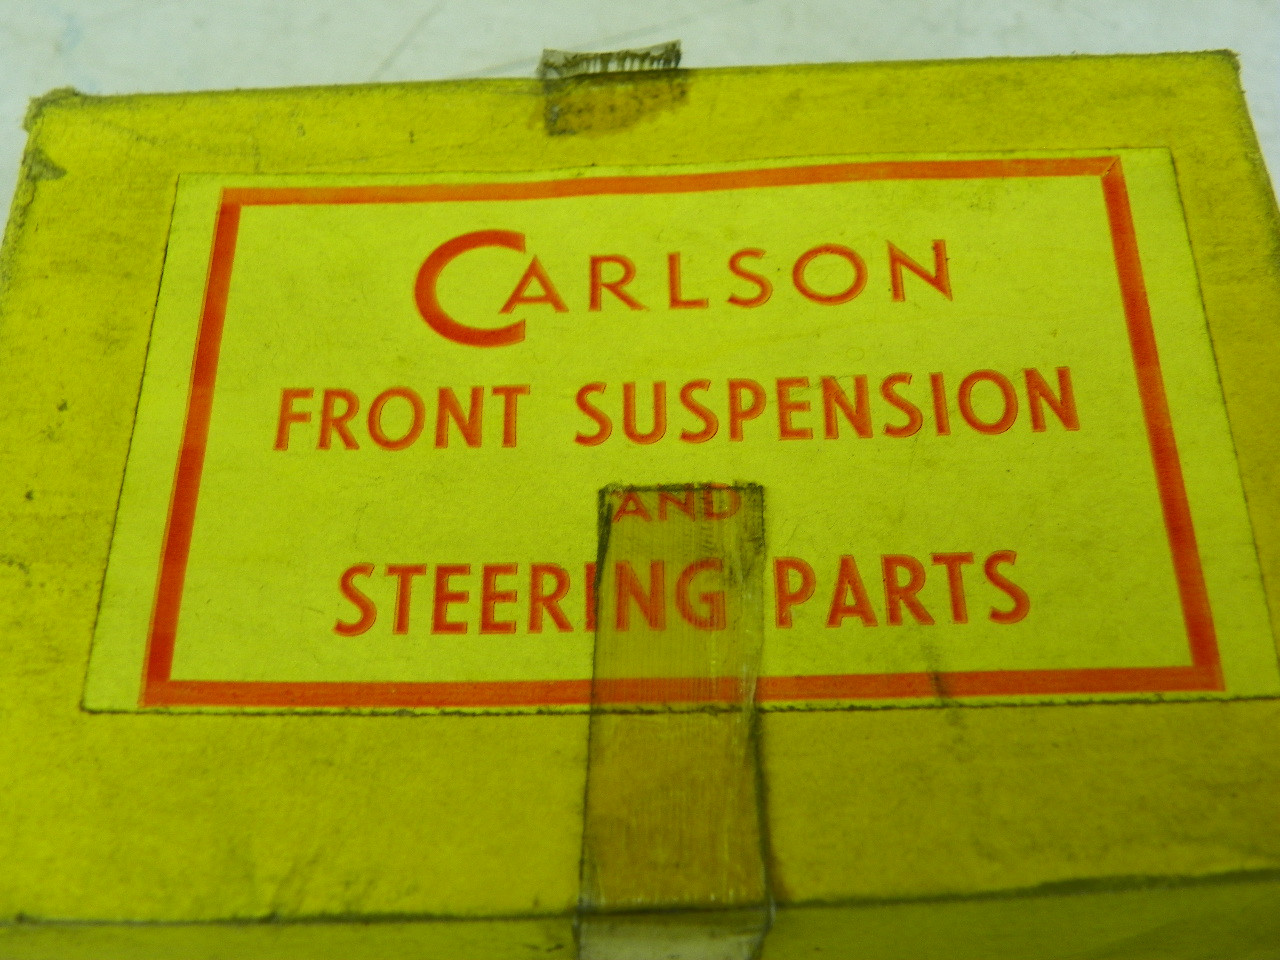 CARLSON
FRONT SUSPENSION
AND
STEERING PARTS